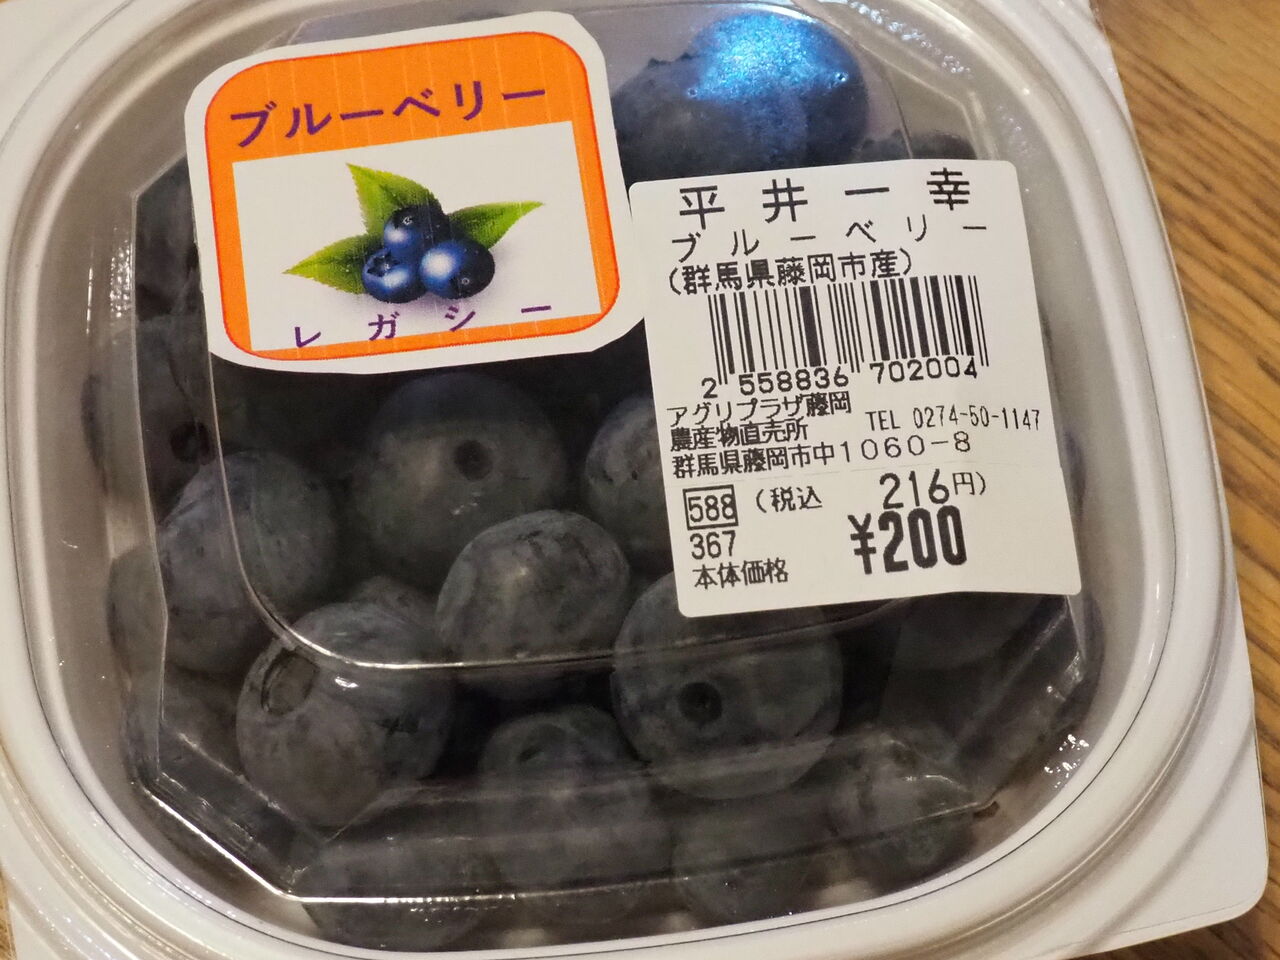 ブルーベリー
レガシー
平井一幸
ブルーベリー
(群馬県藤岡市産)
2 558836 702004
アグリプラザ藤岡
農産物直売所 TEL 0274-50-1147
群馬県藤岡市中1060-8
588 (税込 216円)
367 ¥200
本体価格